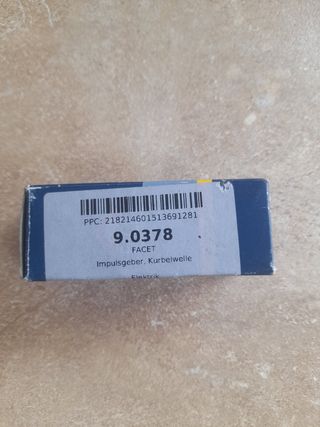 PPC: 218214601513691281
9.0378
FACET
Impulsgeber, Kurbelwelle
Elektrik